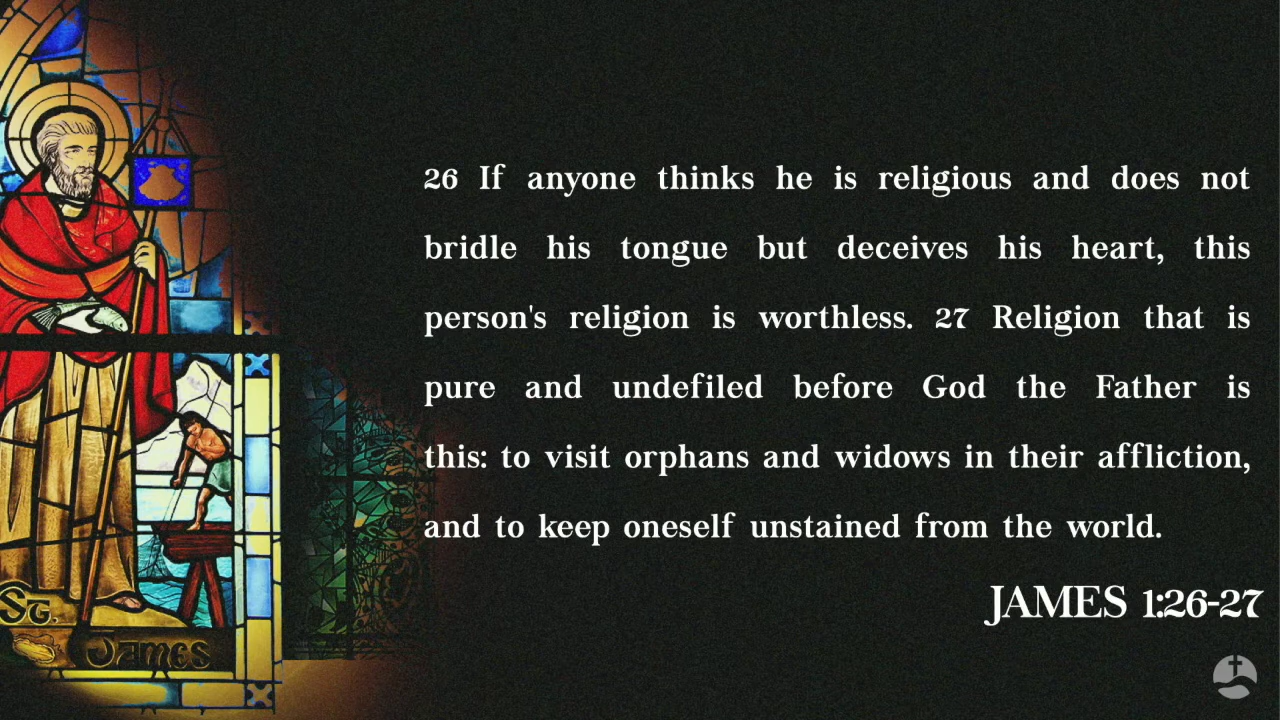 26 If anyone thinks he is religious and does not
bridle his tongue but deceives his heart, this
person's religion is worthless. 27 Religion that is
pure and undefiled before God the Father is
this: to visit orphans and widows in their affliction,
and to keep oneself unstained from the world.
JAMES 1:26-27
St.
James